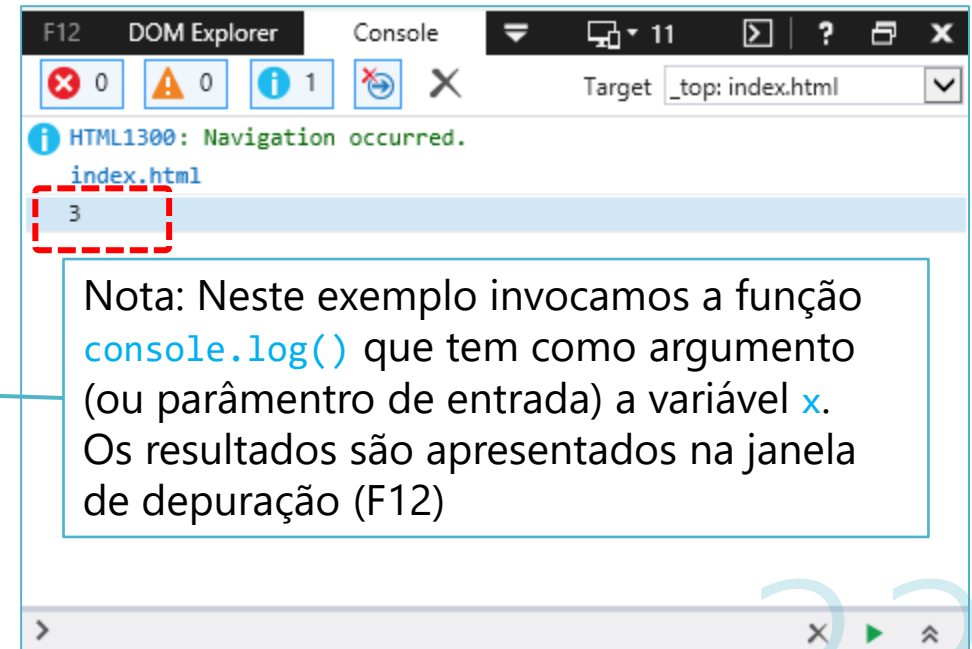 F12 DOM Explorer Console 11 ?
0 0 1 Target _top: index.html
HTML1300: Navigation occurred.
index.html
3
Nota: Neste exemplo invocamos a função
console.log() que tem como argumento
(ou parâmentro de entrada) a variável x.
Os resultados são apresentados na janela
de depuração (F12)